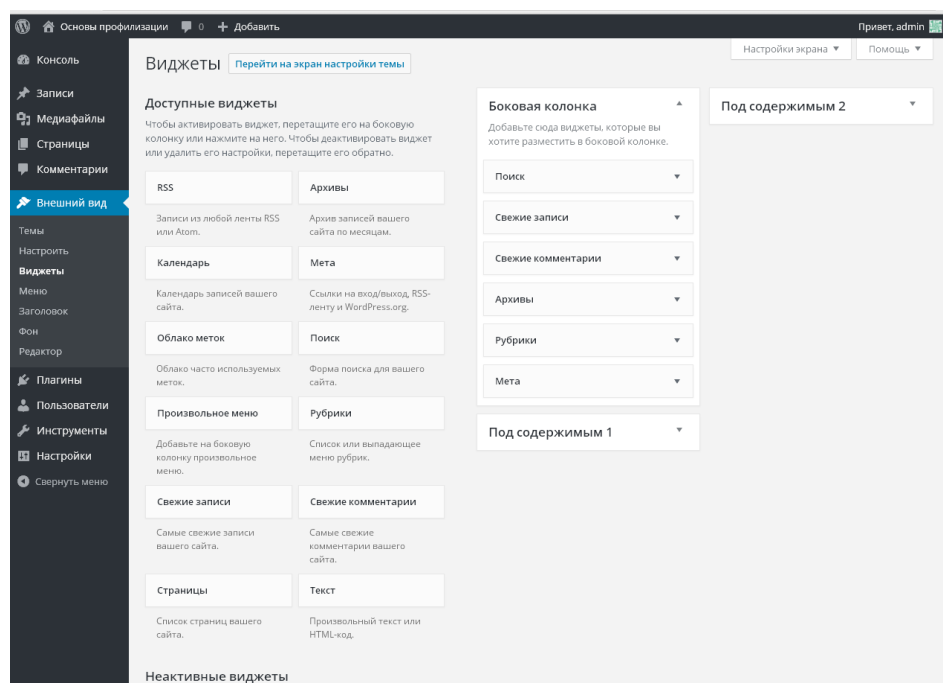 Основы профилизации 0 + Добавить Привет, admin
Консоль
Записи
Медиафайлы
Страницы
Комментарии
Внешний вид
Темы
Настроить
Виджеты
Меню
Заголовок
Фон
Редактор
Плагины
Пользователи
Инструменты
Настройки
Свернуть меню
Настройки экрана Помощь
Виджеты Перейти на экран настройки темы
Доступные виджеты
Чтобы активировать виджет, перетащите его на боковую
колонку или нажмите на него. Чтобы деактивировать виджет
или удалить его настройки, перетащите его обратно.
RSS
Записи из любой ленты RSS
или Atom.
Архивы
Архив записей вашего
сайта по месяцам.
Календарь
Календарь записей вашего
сайта.
Мета
Ссылки на вход/выход, RSS-
ленту и WordPress.org.
Облако меток
Облако часто используемых
меток.
Поиск
Форма поиска для вашего
сайта.
Произвольное меню
Добавьте на боковую
колонку произвольное
меню.
Рубрики
Список или выпадающее
меню рубрик.
Свежие записи
Самые свежие записи
вашего сайта.
Свежие комментарии
Самые свежие
комментарии вашего
сайта.
Страницы
Список страниц вашего
сайта.
Текст
Произвольный текст или
HTML-код.
Неактивные виджеты
Боковая колонка
Добавьте сюда виджеты, которые вы
хотите разместить в боковой колонке.
Поиск
Свежие записи
Свежие комментарии
Архивы
Рубрики
Мета
Под содержимым 1
Под содержимым 2